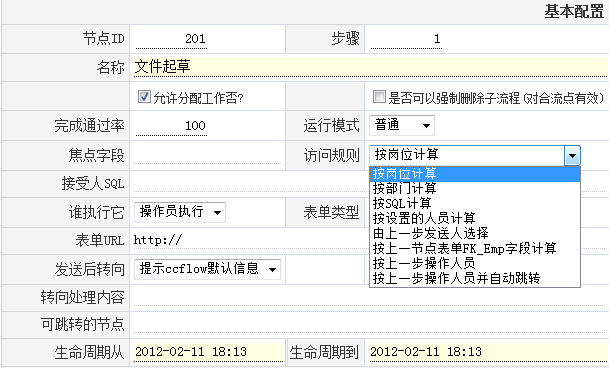 基本配置
节点ID 201 步骤 1
名称 文件起草
允许分配工作否? 是否可以强制删除子流程(对合流点有效)
完成通过率 100 运行模式 普通
焦点字段 访问规则 按岗位计算
按岗位计算
接受人SQL 按部门计算
按SQL计算
谁执行它 操作员执行 表单类型 按设置的人员计算
由上一步发送人选择
表单URL http:// 按上一节点表单FK_Emp字段计算
按上一步操作人员
发送后转向 提示ccflow默认信息 按上一步操作人员并自动跳转
转向处理内容
可跳转的节点
生命周期从 2012-02-11 18:13 生命周期到 2012-02-11 18:13